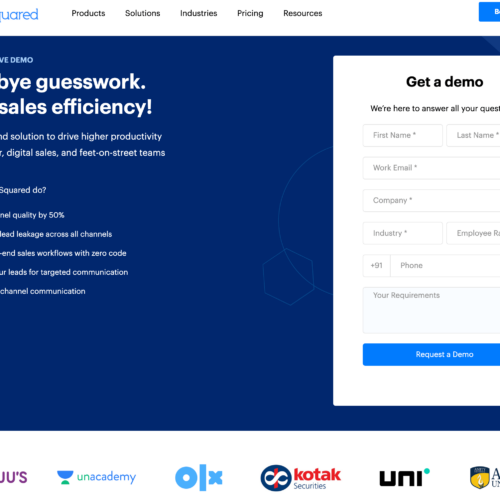 quared
Products Solutions Industries Pricing Resources
VE DEMO
bye guesswork.
sales efficiency!
nd solution to drive higher productivity
r, digital sales, and feet-on-street teams
Squared do?
nel quality by 50%
lead leakage across all channels
-end sales workflows with zero code
ur leads for targeted communication
channel communication
Get a demo
We're here to answer all your quest
First Name * Last Name *
Work Email *
Company *
Industry * Employee Ra
+91 Phone
Your Requirements
Request a Demo
JU'S
unacademy
olx
kotak
Securities
uni
A
UN